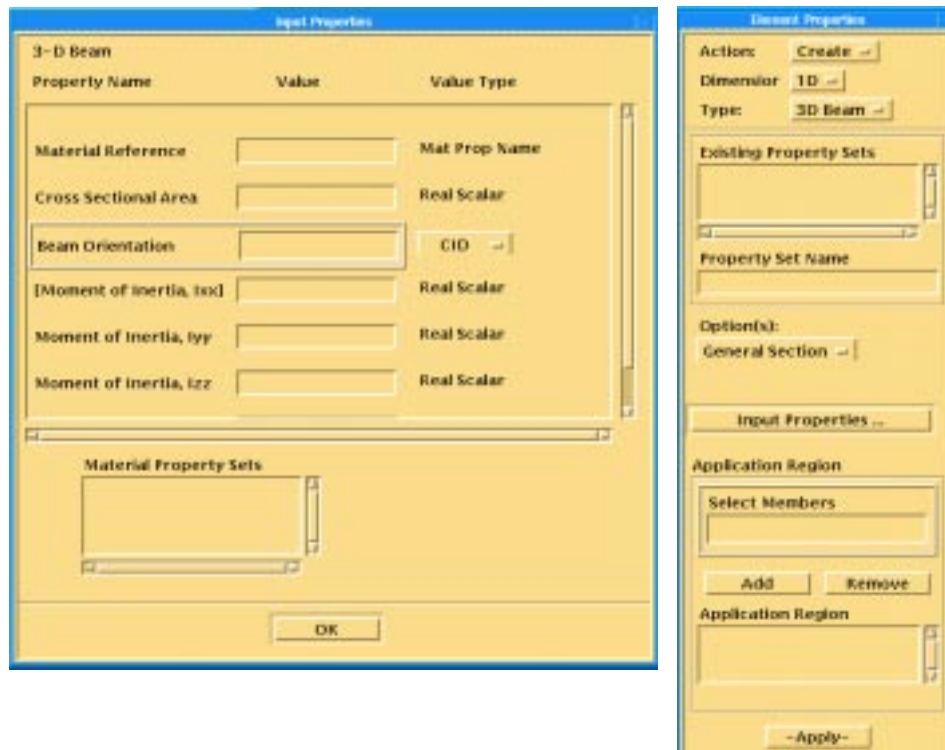 Input Properties
3-D Beam
Property Name Value Value Type
Material Reference Mat Prop Name
Cross Sectional Area Real Scalar
Beam Orientation CID
[Moment of Inertia, Ixx] Real Scalar
Moment of Inertia, Iyy Real Scalar
Moment of Inertia, Izz Real Scalar
Material Property Sets
OK
Element Properties
Action: Create
Dimension 1D
Type: 3D Beam
Existing Property Sets
Property Set Name
Option(s):
General Section
Input Properties ...
Application Region
Select Members
Add Remove
Application Region
-Apply-